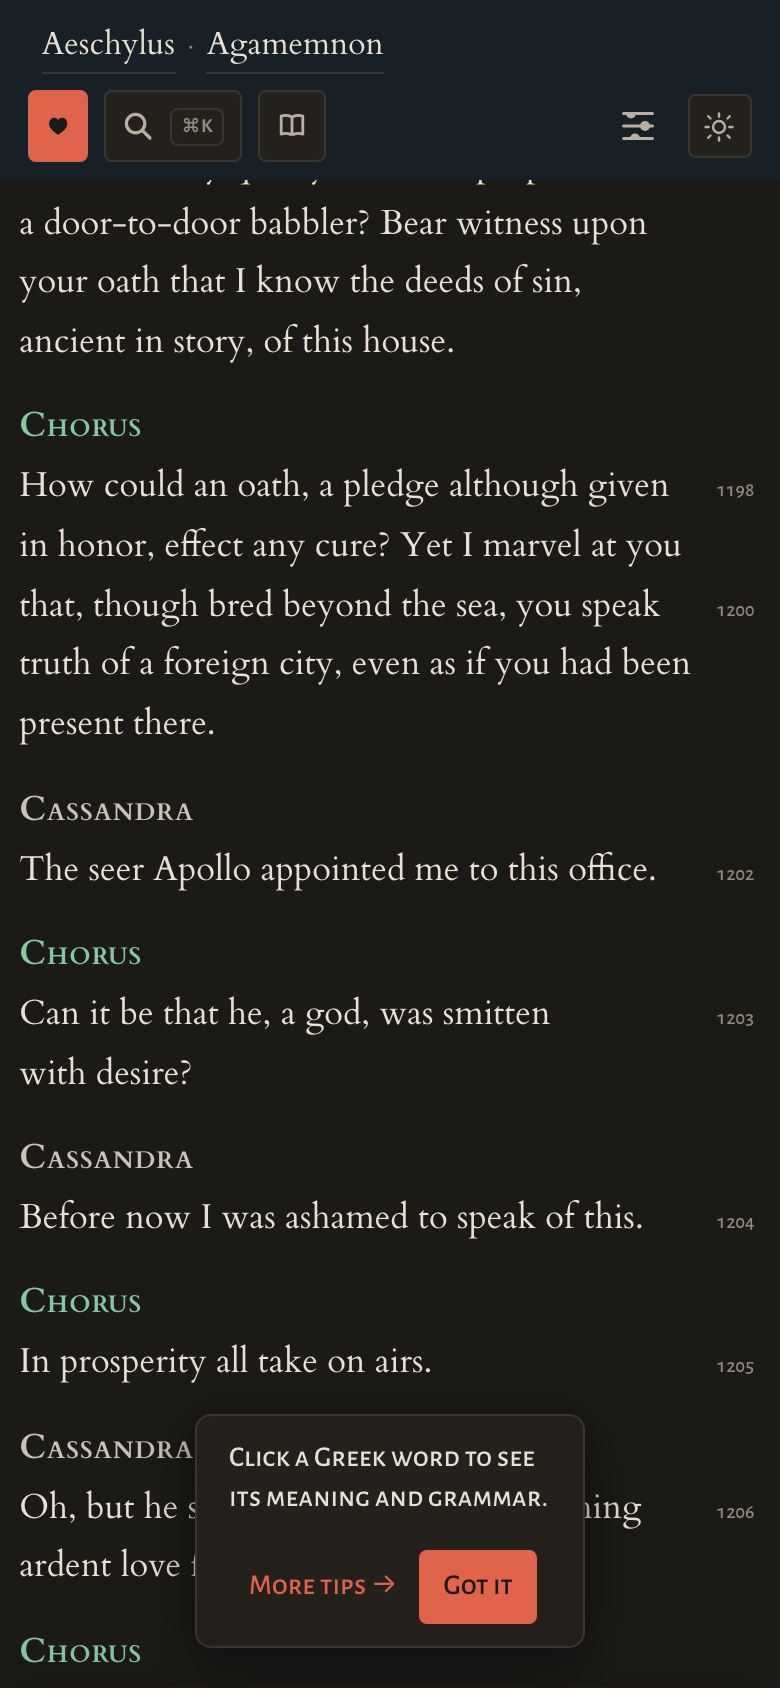 Aeschylus · Agamemnon
⌘K
a door-to-door babbler? Bear witness upon
your oath that I know the deeds of sin,
ancient in story, of this house.
Chorus
How could an oath, a pledge although given 1198
in honor, effect any cure? Yet I marvel at you
that, though bred beyond the sea, you speak 1200
truth of a foreign city, even as if you had been
present there.
Cassandra
The seer Apollo appointed me to this office. 1202
Chorus
Can it be that he, a god, was smitten 1203
with desire?
Cassandra
Before now I was ashamed to speak of this. 1204
Chorus
In prosperity all take on airs. 1205
Cassandra
Oh, but he 1206
ardent love
Chorus
Click a Greek word to see
its meaning and grammar.
More tips →
Got it